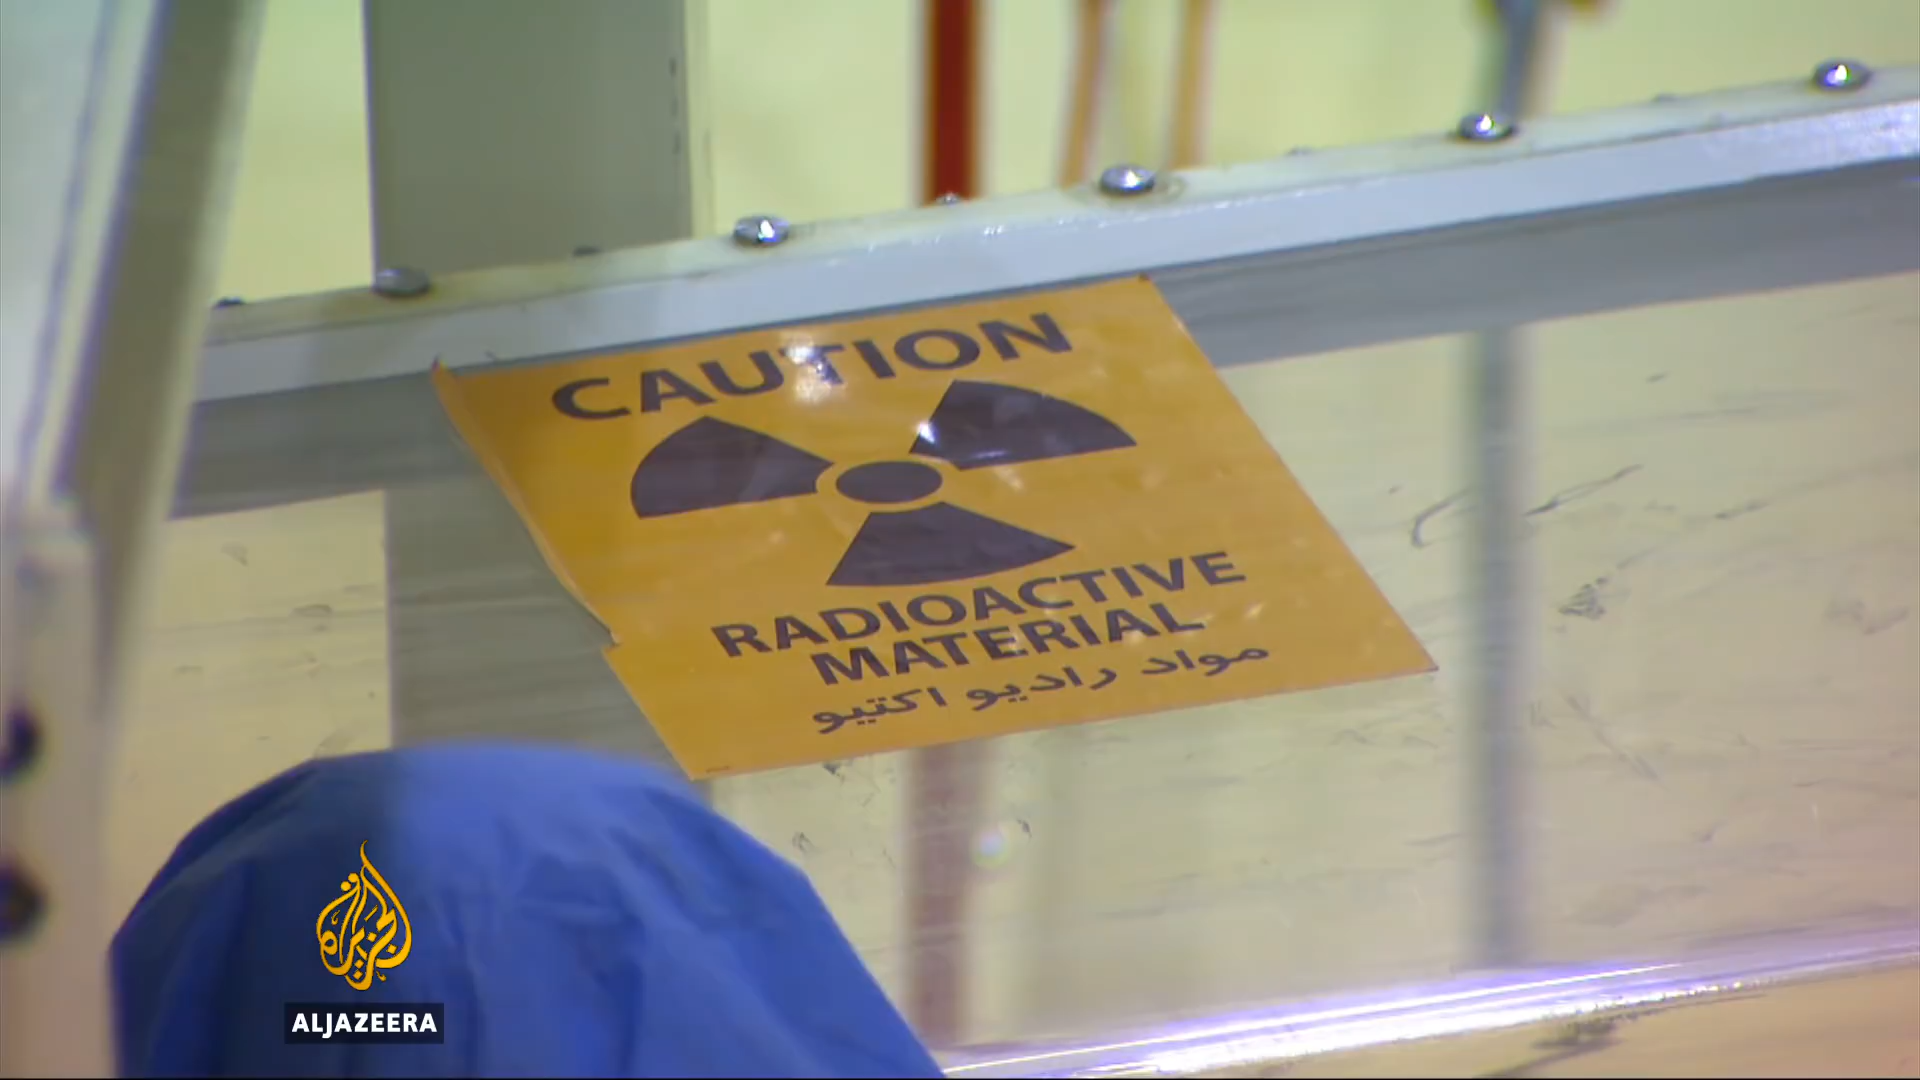 CAUTION
RADIOACTIVE
MATERIAL
مواد رادیو اکتیو
الجزيرة
ALJAZEERA